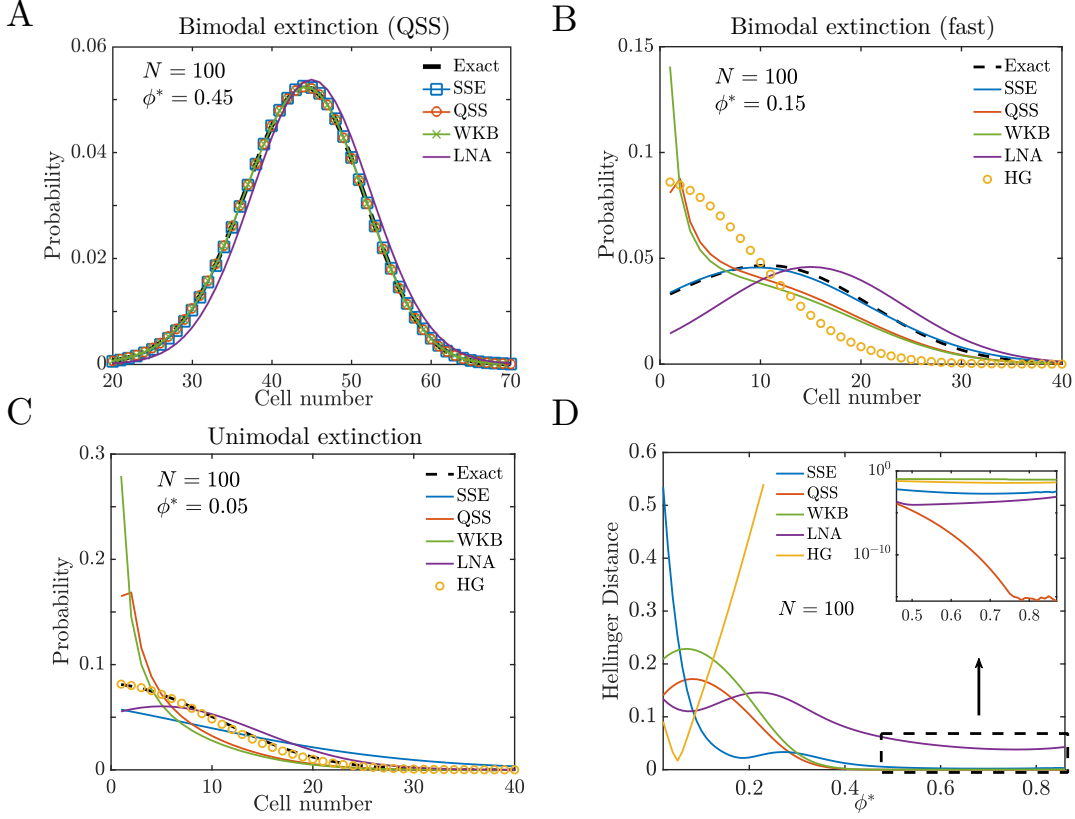 A
Bimodal extinction (QSS)
0.06
0.04
0.02
0
Probability
N = 100
ϕ* = 0.45
Exact
SSE
QSS
WKB
LNA
20 30 40 50 60 70
Cell number
B
Bimodal extinction (fast)
0.15
0.1
0.05
0
Probability
N = 100
ϕ* = 0.15
Exact
SSE
QSS
WKB
LNA
HG
0 10 20 30 40
Cell number
C
Unimodal extinction
0.3
0.2
0.1
0
Probability
N = 100
ϕ* = 0.05
Exact
SSE
QSS
WKB
LNA
HG
0 10 20 30 40
Cell number
D
0.6
0.5
0.4
0.3
0.2
0.1
0
Hellinger Distance
SSE
QSS
WKB
LNA
HG
N = 100
10⁰
10⁻¹⁰
0.5 0.6 0.7 0.8
0.2 0.4 0.6 0.8
ϕ*